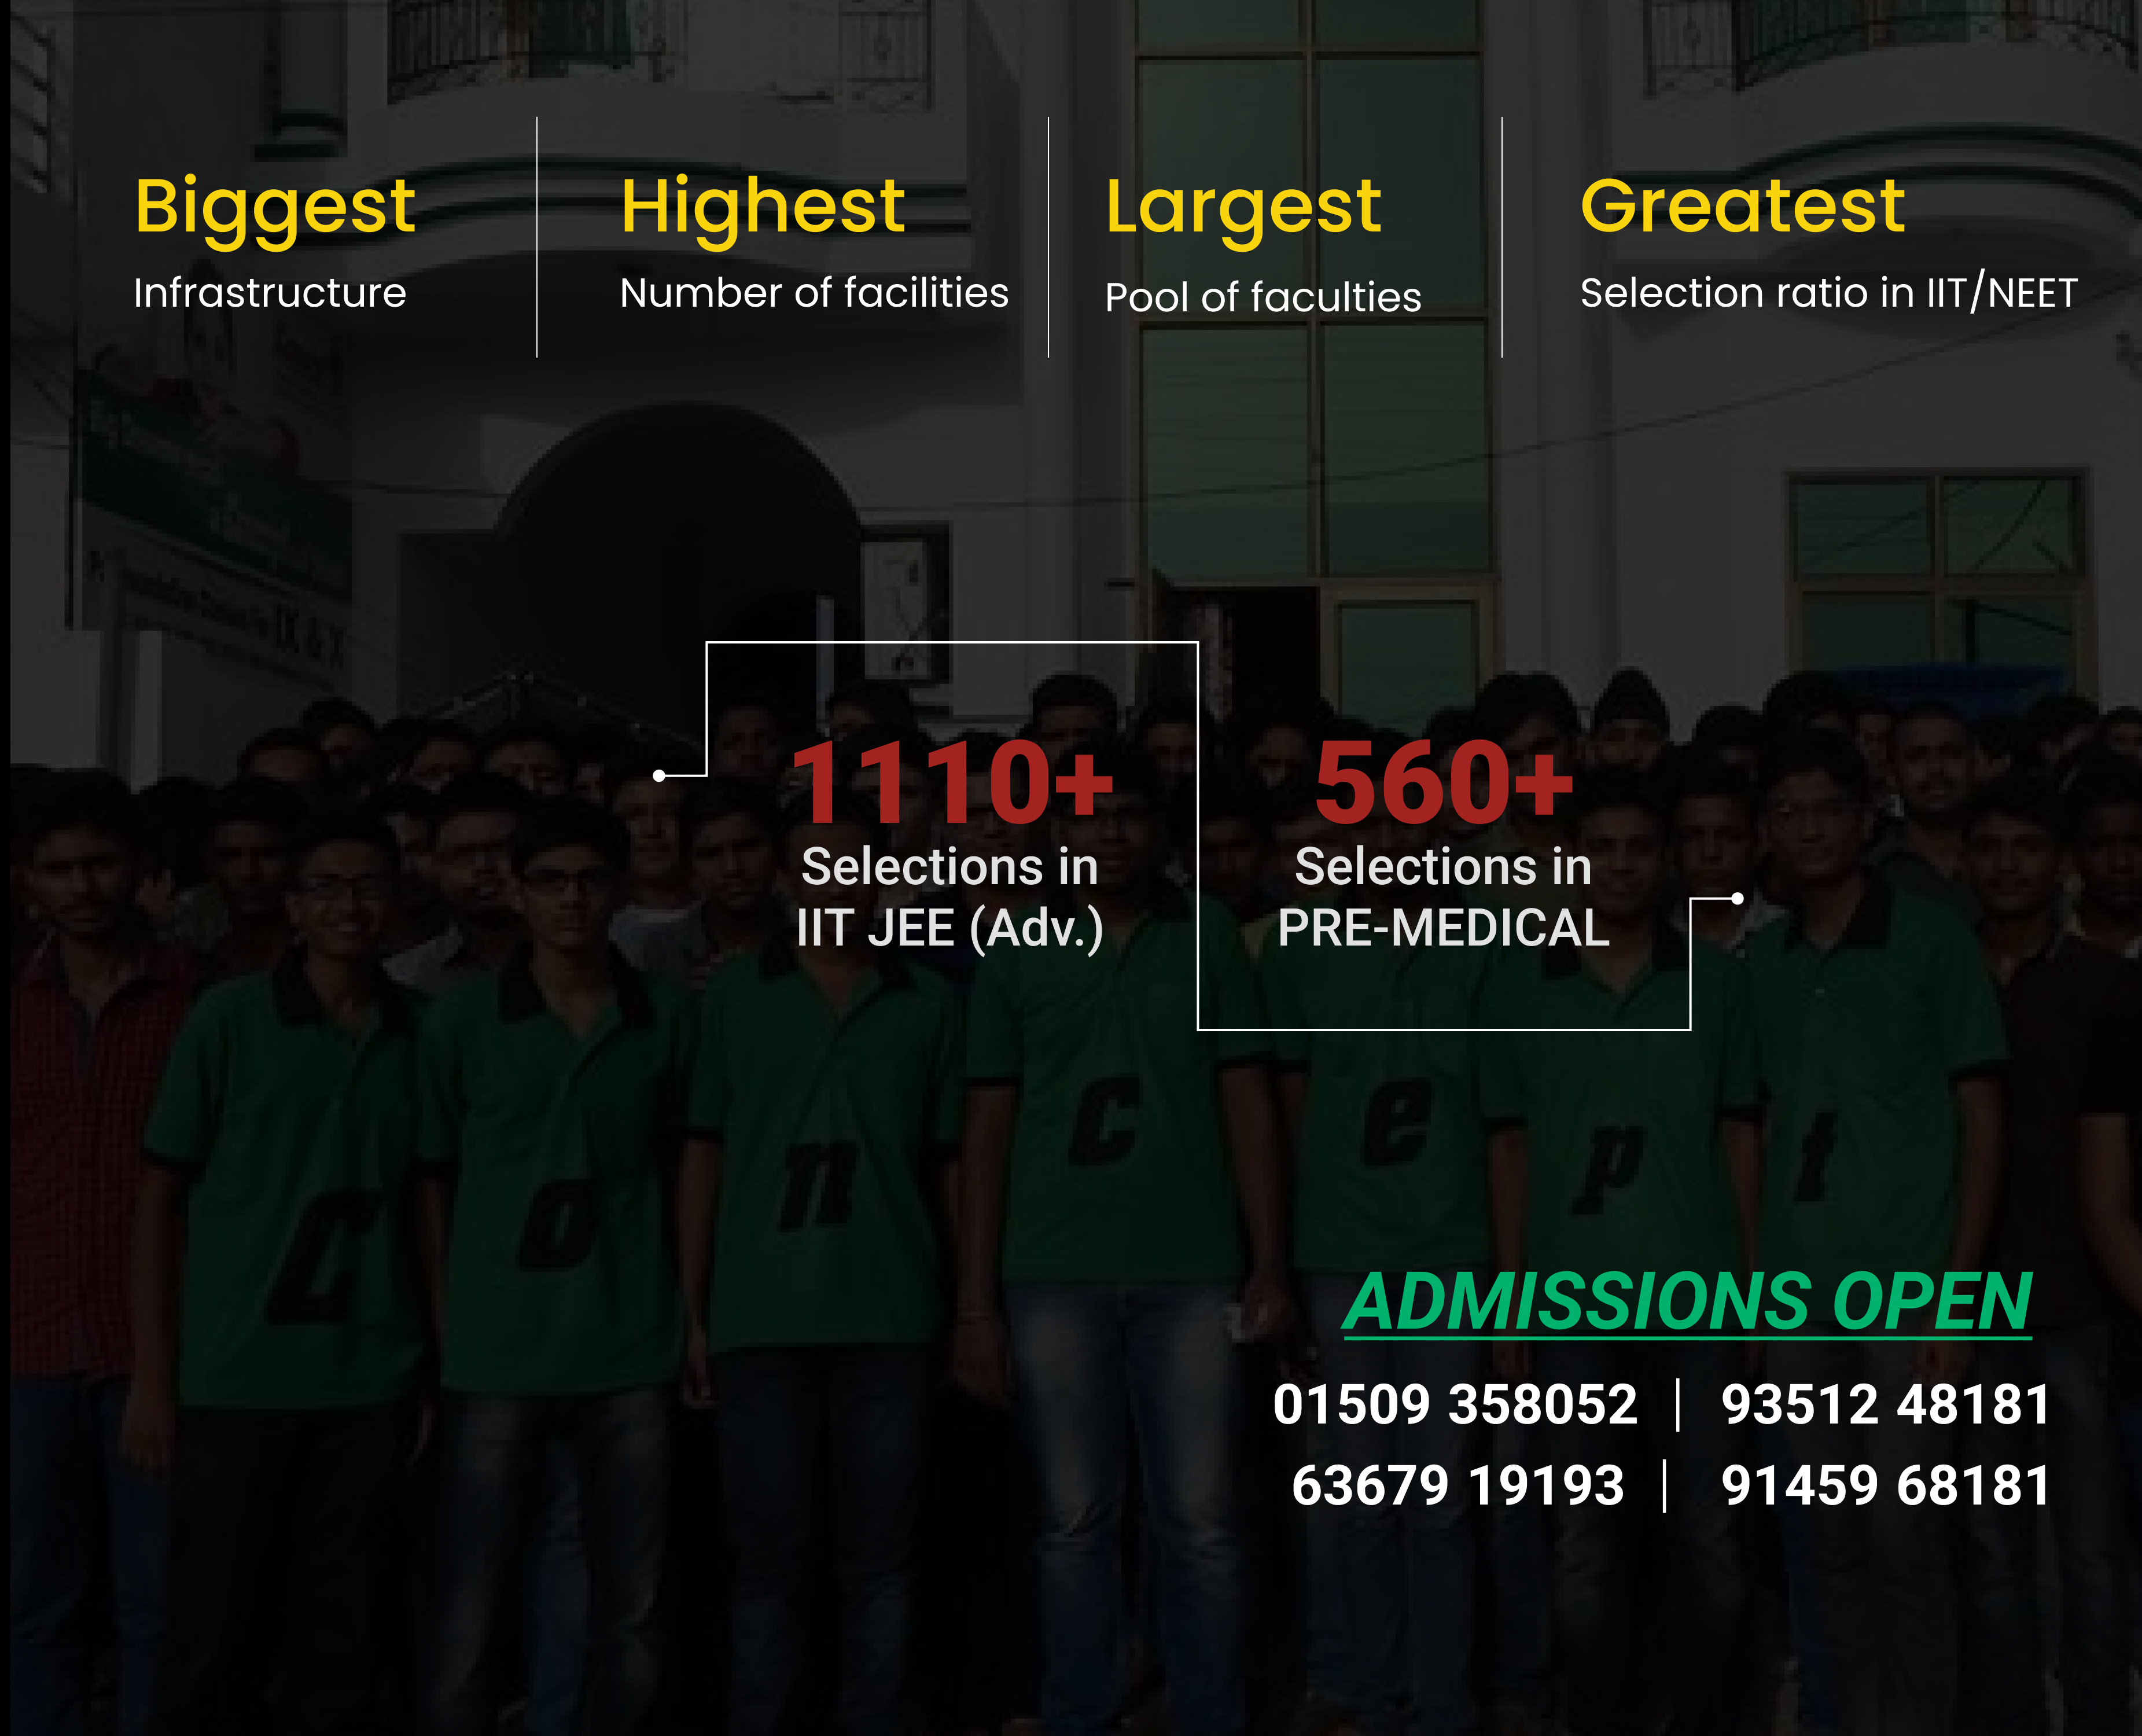 Biggest
Infrastructure
Highest
Number of facilities
Largest
Pool of faculties
Greatest
Selection ratio in IIT/NEET
IX & X
1110+
Selections in
IIT JEE (Adv.)
560+
Selections in
PRE-MEDICAL
C o n c e p t
ADMISSIONS OPEN
01509 358052 | 93512 48181
63679 19193 | 91459 68181